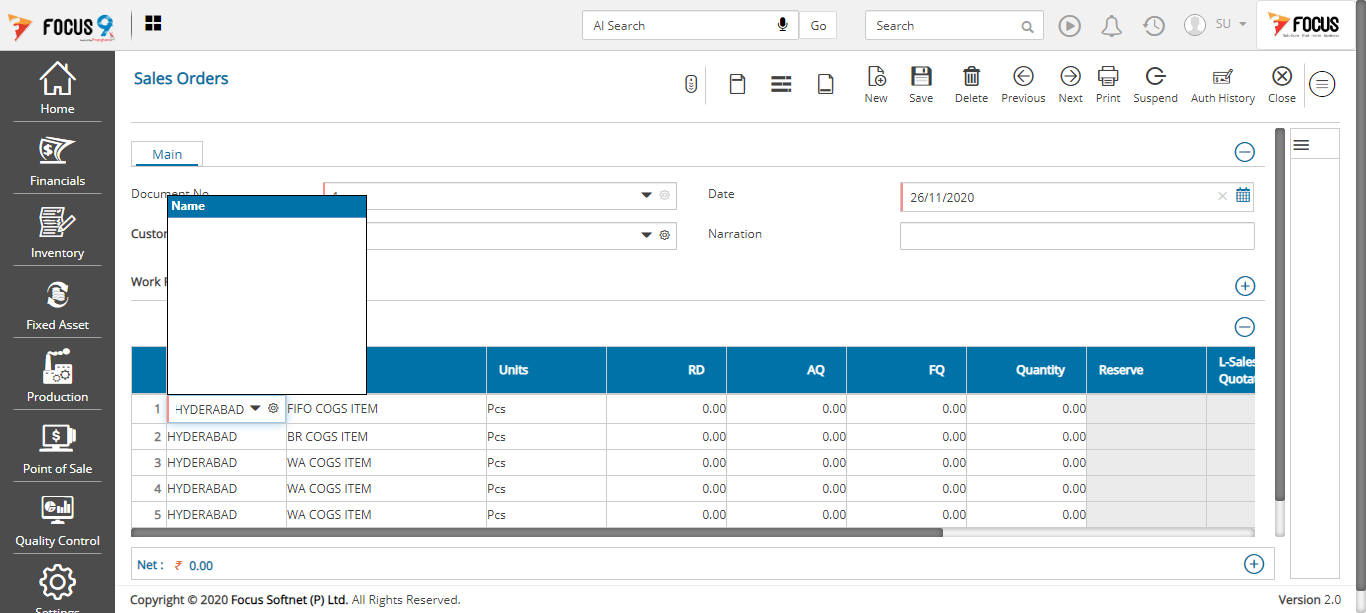 FOCUS 9
AI Search
Go
Search
SU
FOCUS
Home
Financials
Inventory
Fixed Asset
Production
Point of Sale
Quality Control
Settings
Sales Orders
New Save Delete Previous Next Print Suspend Auth History Close
Main
Document No
Date 26/11/2020
Name
Custor
Narration
Work
Units RD AQ FQ Quantity Reserve L-Sales
Quotat
1 HYDERABAD FIFO COGS ITEM Pcs 0.00 0.00 0.00 0.00
2 HYDERABAD BR COGS ITEM Pcs 0.00 0.00 0.00 0.00
3 HYDERABAD WA COGS ITEM Pcs 0.00 0.00 0.00 0.00
4 HYDERABAD WA COGS ITEM Pcs 0.00 0.00 0.00 0.00
5 HYDERABAD WA COGS ITEM Pcs 0.00 0.00 0.00 0.00
Net : ₹ 0.00
Copyright © 2020 Focus Softnet (P) Ltd. All Rights Reserved.
Version 2.0